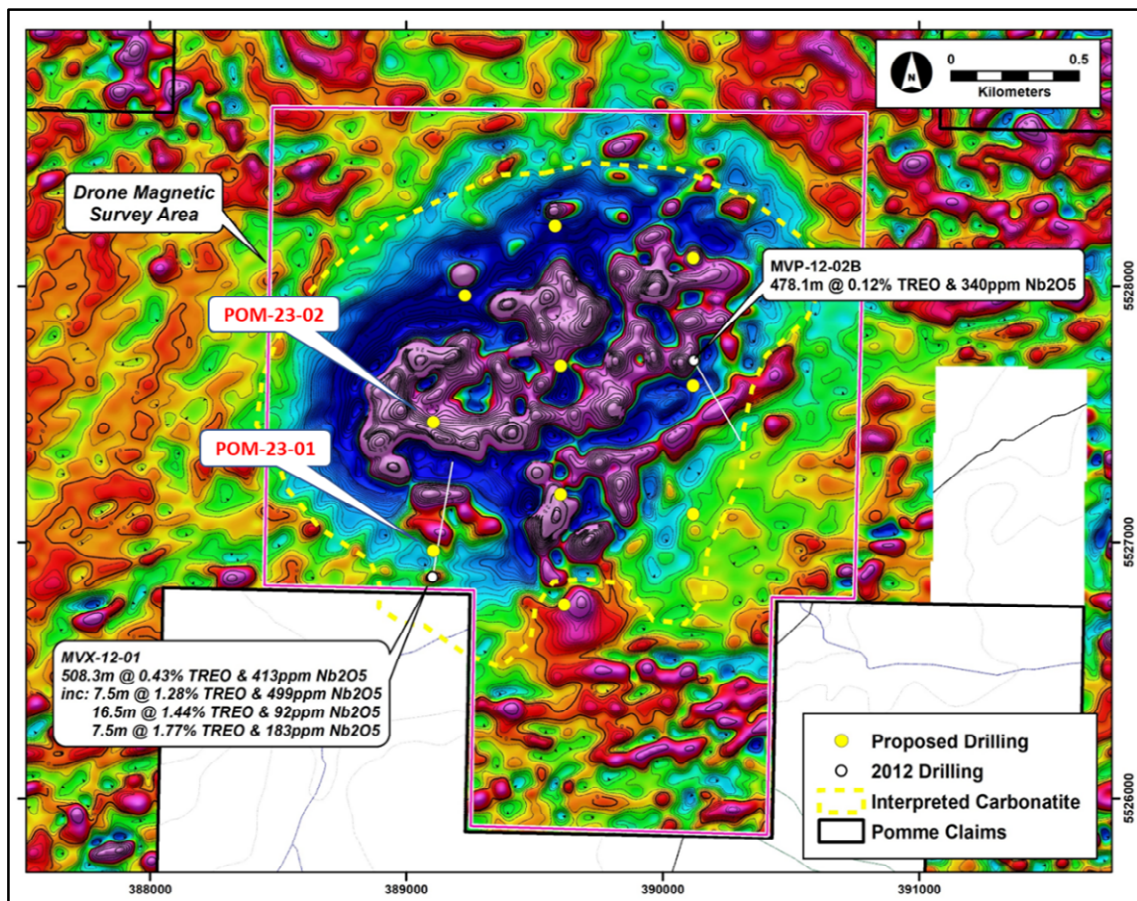 N
0 0.5
Kilometers
Drone Magnetic
Survey Area
MVP-12-02B
478.1m @ 0.12% TREO & 340ppm Nb2O5
POM-23-02
POM-23-01
MVX-12-01
508.3m @ 0.43% TREO & 413ppm Nb2O5
inc: 7.5m @ 1.28% TREO & 499ppm Nb2O5
16.5m @ 1.44% TREO & 92ppm Nb2O5
7.5m @ 1.77% TREO & 183ppm Nb2O5
Proposed Drilling
2012 Drilling
Interpreted Carbonatite
Pomme Claims
5528000
5527000
5526000
388000 389000 390000 391000